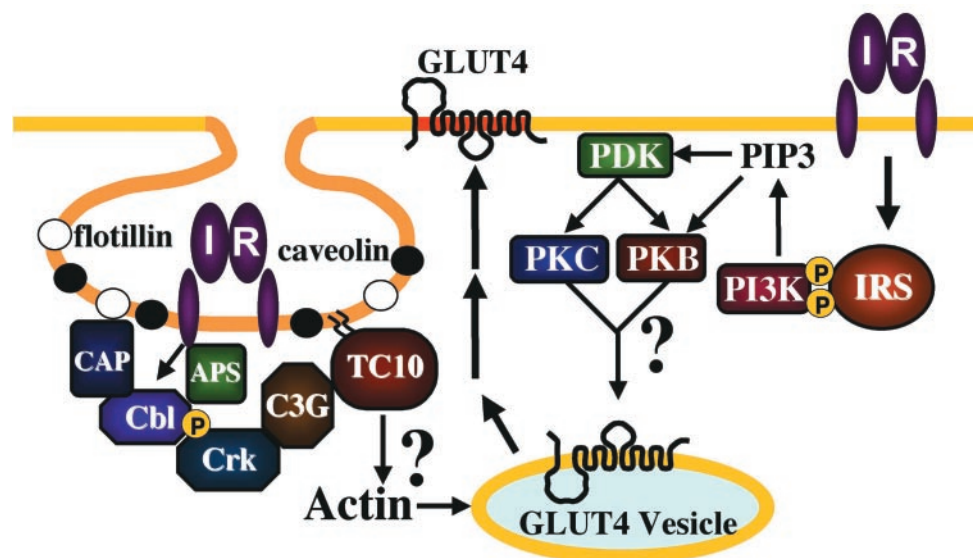 I R
GLUT4
PDK
PIP3
flotillin
I R
caveolin
PKC
PKB
PI3K
P
P
IRS
CAP
APS
TC10
?
Cbl
P
C3G
Crk
?
Actin
GLUT4 Vesicle